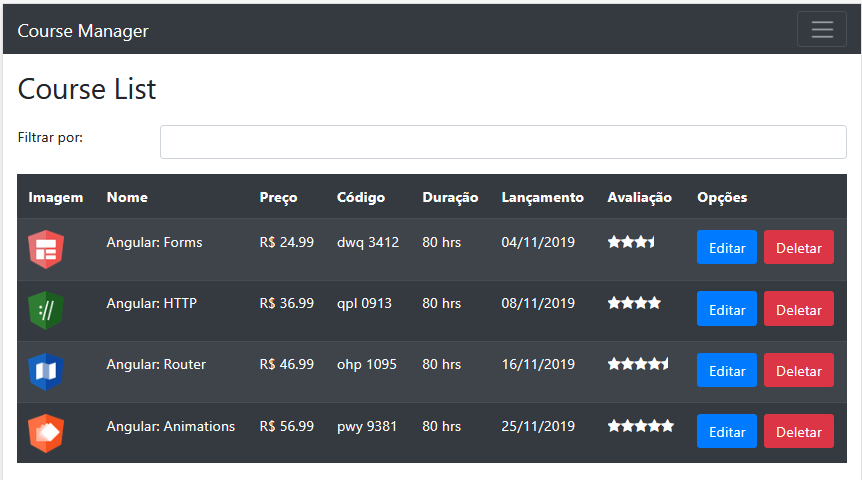 Course Manager
Course List
Filtrar por:
Imagem Nome Preço Código Duração Lançamento Avaliação Opções
Angular: Forms R$ 24.99 dwq 3412 80 hrs 04/11/2019 Editar Deletar
:// Angular: HTTP R$ 36.99 qpl 0913 80 hrs 08/11/2019 Editar Deletar
Angular: Router R$ 46.99 ohp 1095 80 hrs 16/11/2019 Editar Deletar
Angular: Animations R$ 56.99 pwy 9381 80 hrs 25/11/2019 Editar Deletar